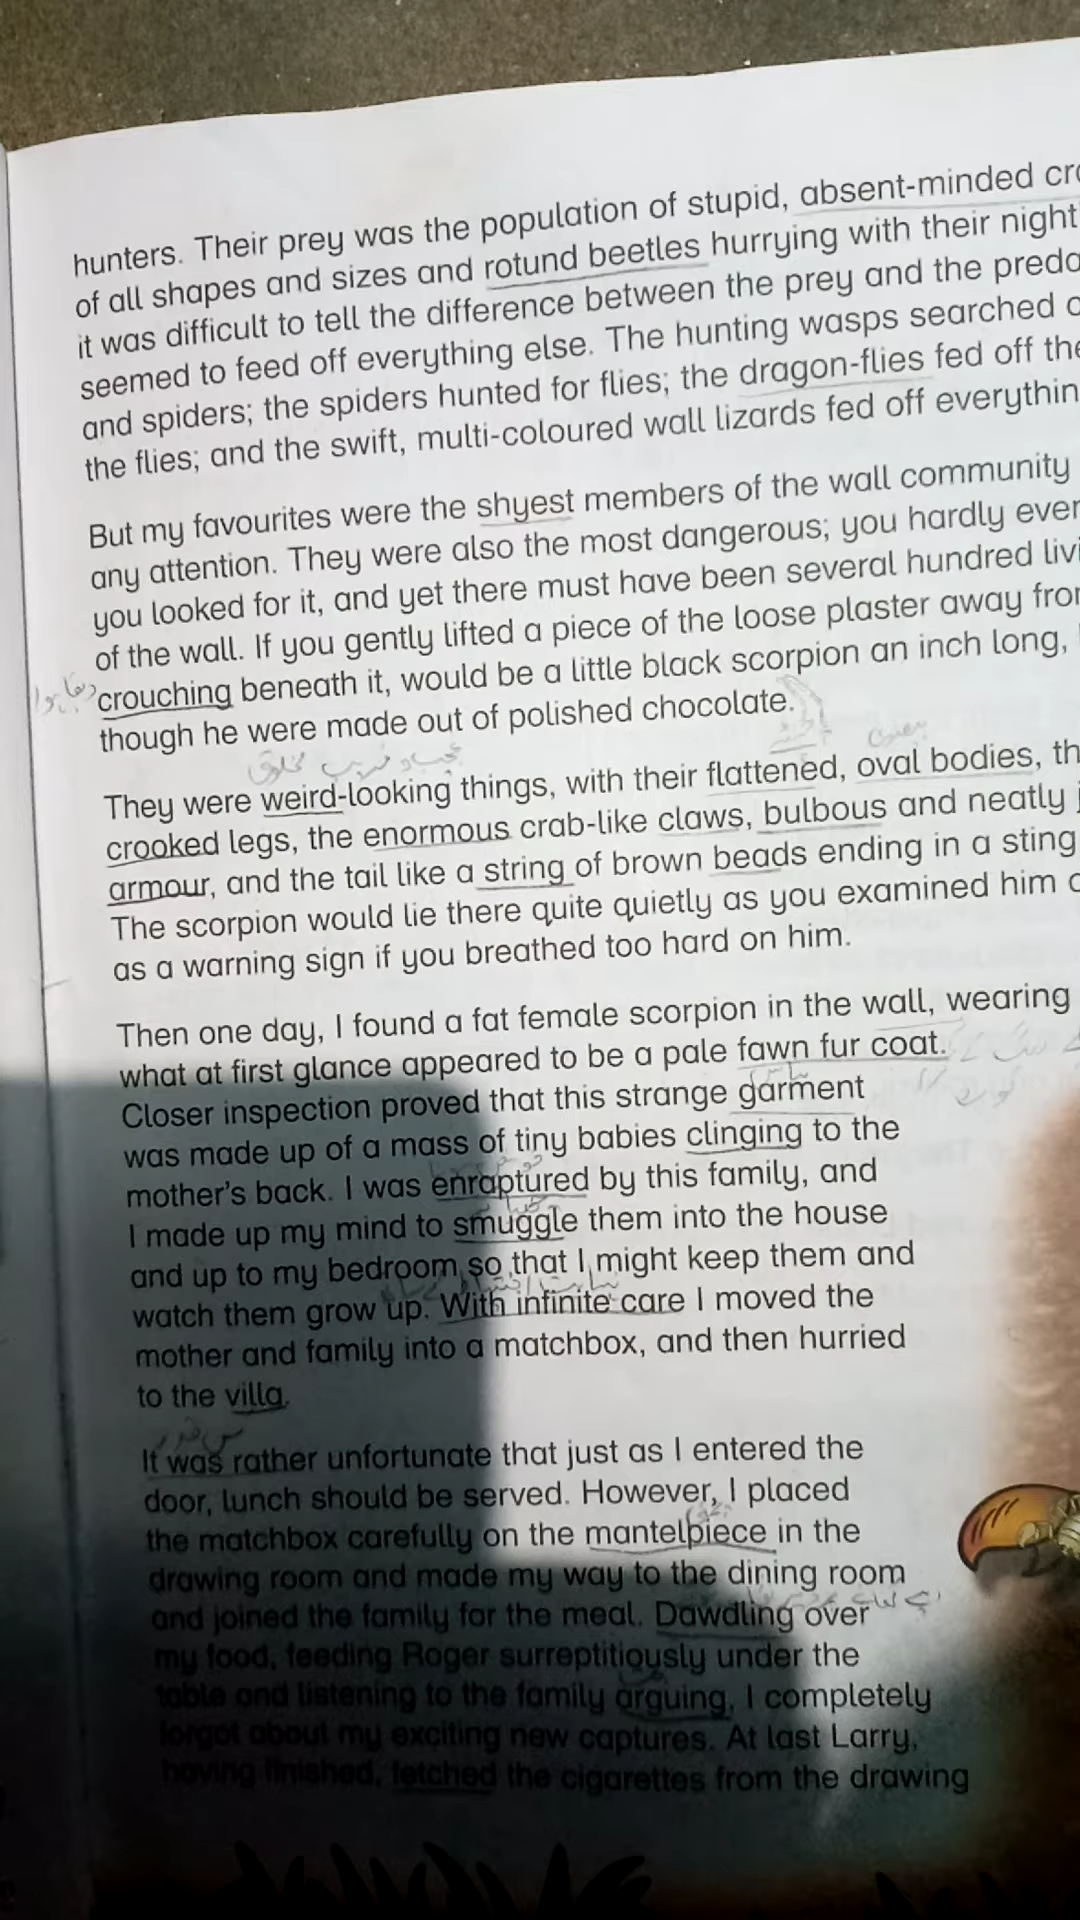 hunters. Their prey was the population of stupid, absent-minded
of all shapes and sizes and rotund beetles hurrying with their night
it was difficult to tell the difference between the prey and the
seemed to feed off everything else. The hunting wasps searched
and spiders; the spiders hunted for flies; the dragon-flies fed off the
the flies; and the swift, multi-coloured wall lizards fed off everythin
But my favourites were the shyest members of the wall community
any attention. They were also the most dangerous; you hardly ever
you looked for it, and yet there must have been several hundred
of the wall. If you gently lifted a piece of the loose plaster away
crouching beneath it, would be a little black scorpion an inch long,
though he were made out of polished chocolate.
They were weird-looking things, with their flattened, oval bodies,
crooked legs, the enormous crab-like claws, bulbous and neatly
armour, and the tail like a string of brown beads ending in a sting
The scorpion would lie there quite quietly as you examined him
as a warning sign if you breathed too hard on him.
Then one day, I found a fat female scorpion in the wall, wearing
what at first glance appeared to be a pale fawn fur coat.
Closer inspection proved that this strange garment
was made up of a mass of tiny babies clinging to the
mother's back. I was enraptured by this family, and
I made up my mind to smuggle them into the house
and up to my bedroom so that I might keep them and
watch them grow up. With infinite care I moved the
mother and family into a matchbox, and then hurried
to the villa.
It was rather unfortunate that just as I entered the
door, lunch should be served. However, I placed
the matchbox carefully on the mantelpiece in the
drawing room and made my way to the dining room
and joined the family for the meal. Dawdling over
my food, feeding Roger surreptitiously under the
table and listening to the family arguing, I completely
forgot about my exciting new captures. At last Larry,
having finished, fetched the cigarettes from the drawing